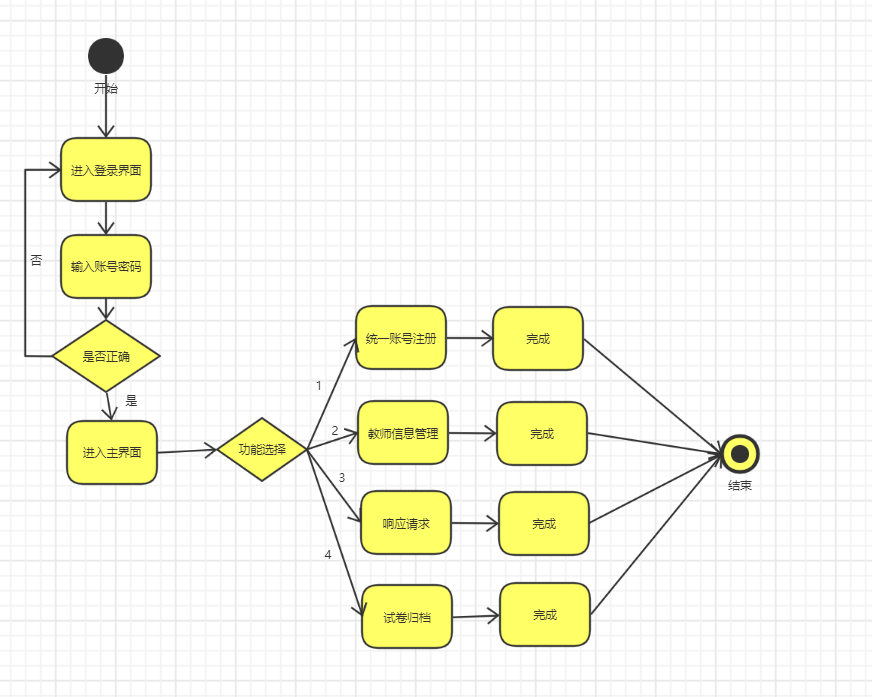 开始
进入登录界面
否
输入账号密码
是否正确
是
进入主界面
功能选择
1
统一账号注册
完成
2
教师信息管理
完成
3
响应请求
完成
4
试卷归档
完成
结束